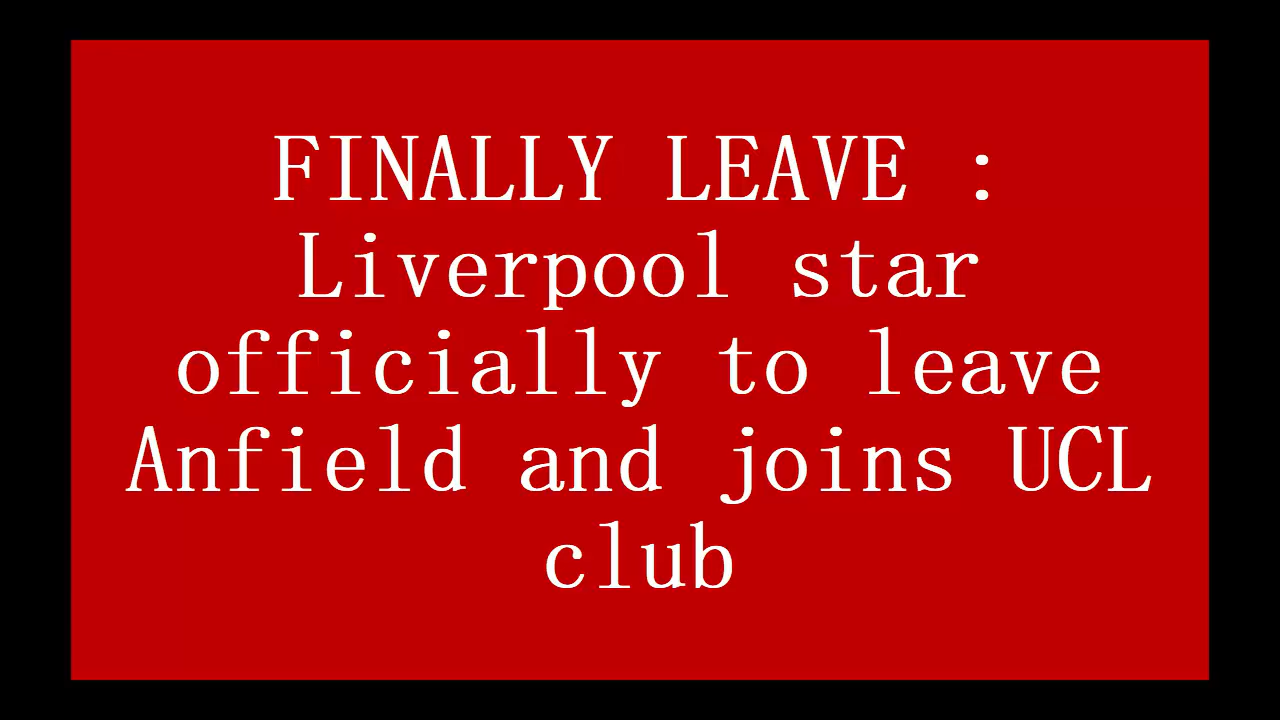 FINALLY LEAVE :
Liverpool star
officially to leave
Anfield and joins UCL
club